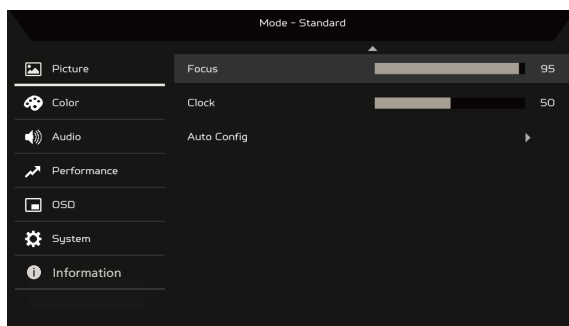 Mode - Standard
Picture
Focus 95
Color
Clock 50
Audio
Auto Config
Performance
OSD
System
Information